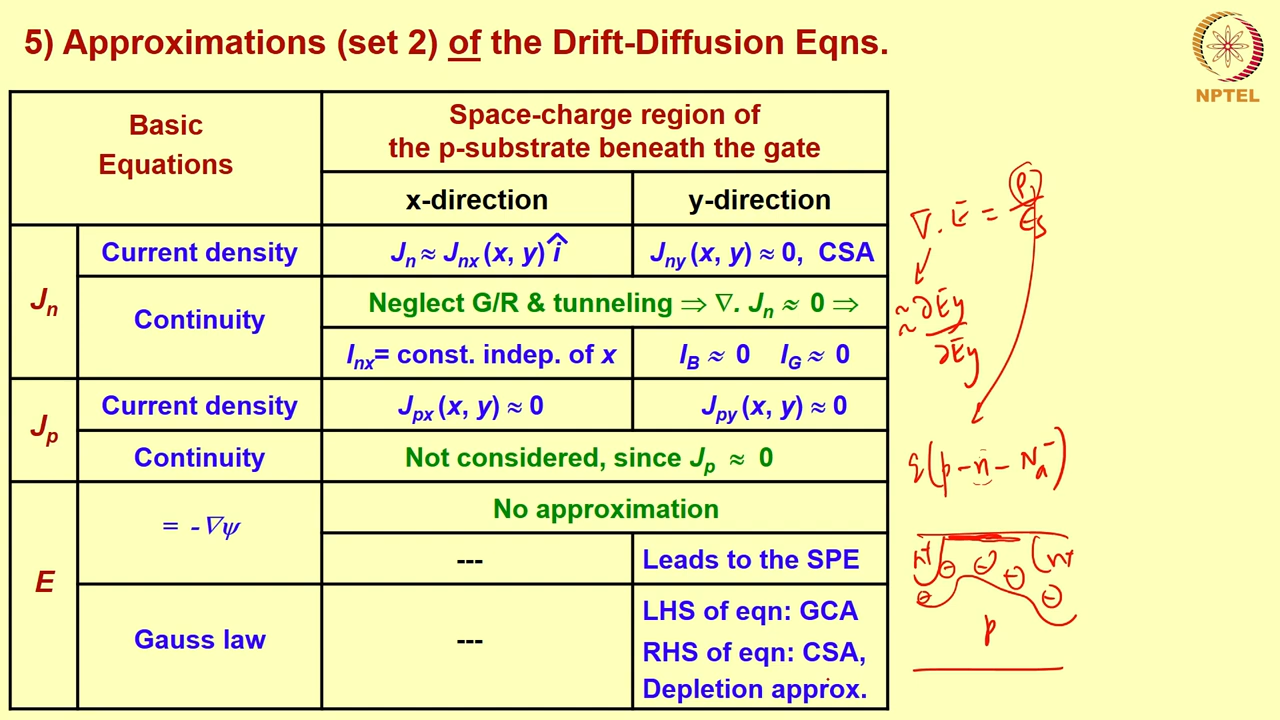 5) Approximations (set 2) of the Drift-Diffusion Eqns.
NPTEL
Basic
Equations
Space-charge region of
the p-substrate beneath the gate
x-direction
y-direction
Jn
Current density
Jn ≈ Jnx (x, y) î
Jny (x, y) ≈ 0, CSA
Continuity
Neglect G/R & tunneling ⇒ ∇. Jn ≈ 0 ⇒
Inx= const. indep. of x
IB ≈ 0 IG ≈ 0
Jp
Current density
Jpx (x, y) ≈ 0
Jpy (x, y) ≈ 0
Continuity
Not considered, since Jp ≈ 0
E
= -∇ψ
No approximation
---
Leads to the SPE
Gauss law
---
LHS of eqn: GCA
RHS of eqn: CSA,
Depletion approx.
∇. E̅ = ρ/εs
≈ ∂Ey/∂Ey
q(p - n - Na⁻)
n+ n+
p